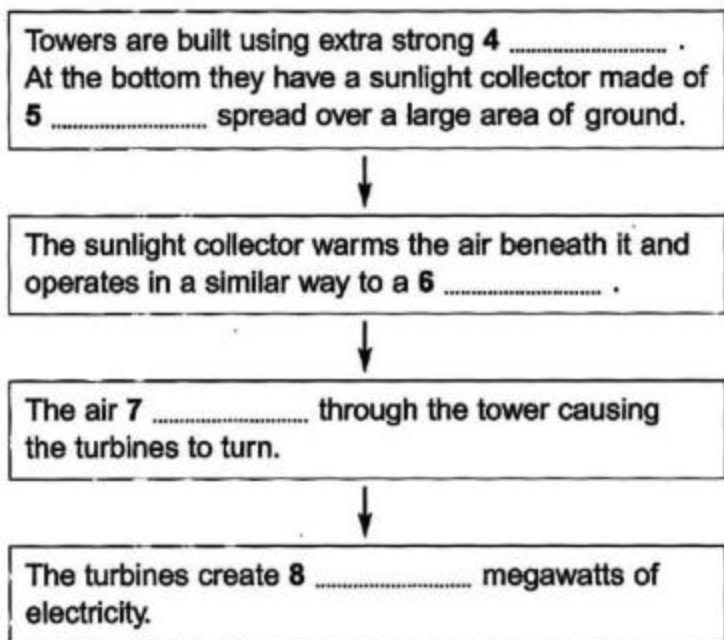 Towers are built using extra strong 4 ............................ .
At the bottom they have a sunlight collector made of
5 ............................ spread over a large area of ground.
The sunlight collector warms the air beneath it and
operates in a similar way to a 6 ............................ .
The air 7 ............................ through the tower causing
the turbines to turn.
The turbines create 8 ............................ megawatts of
electricity.